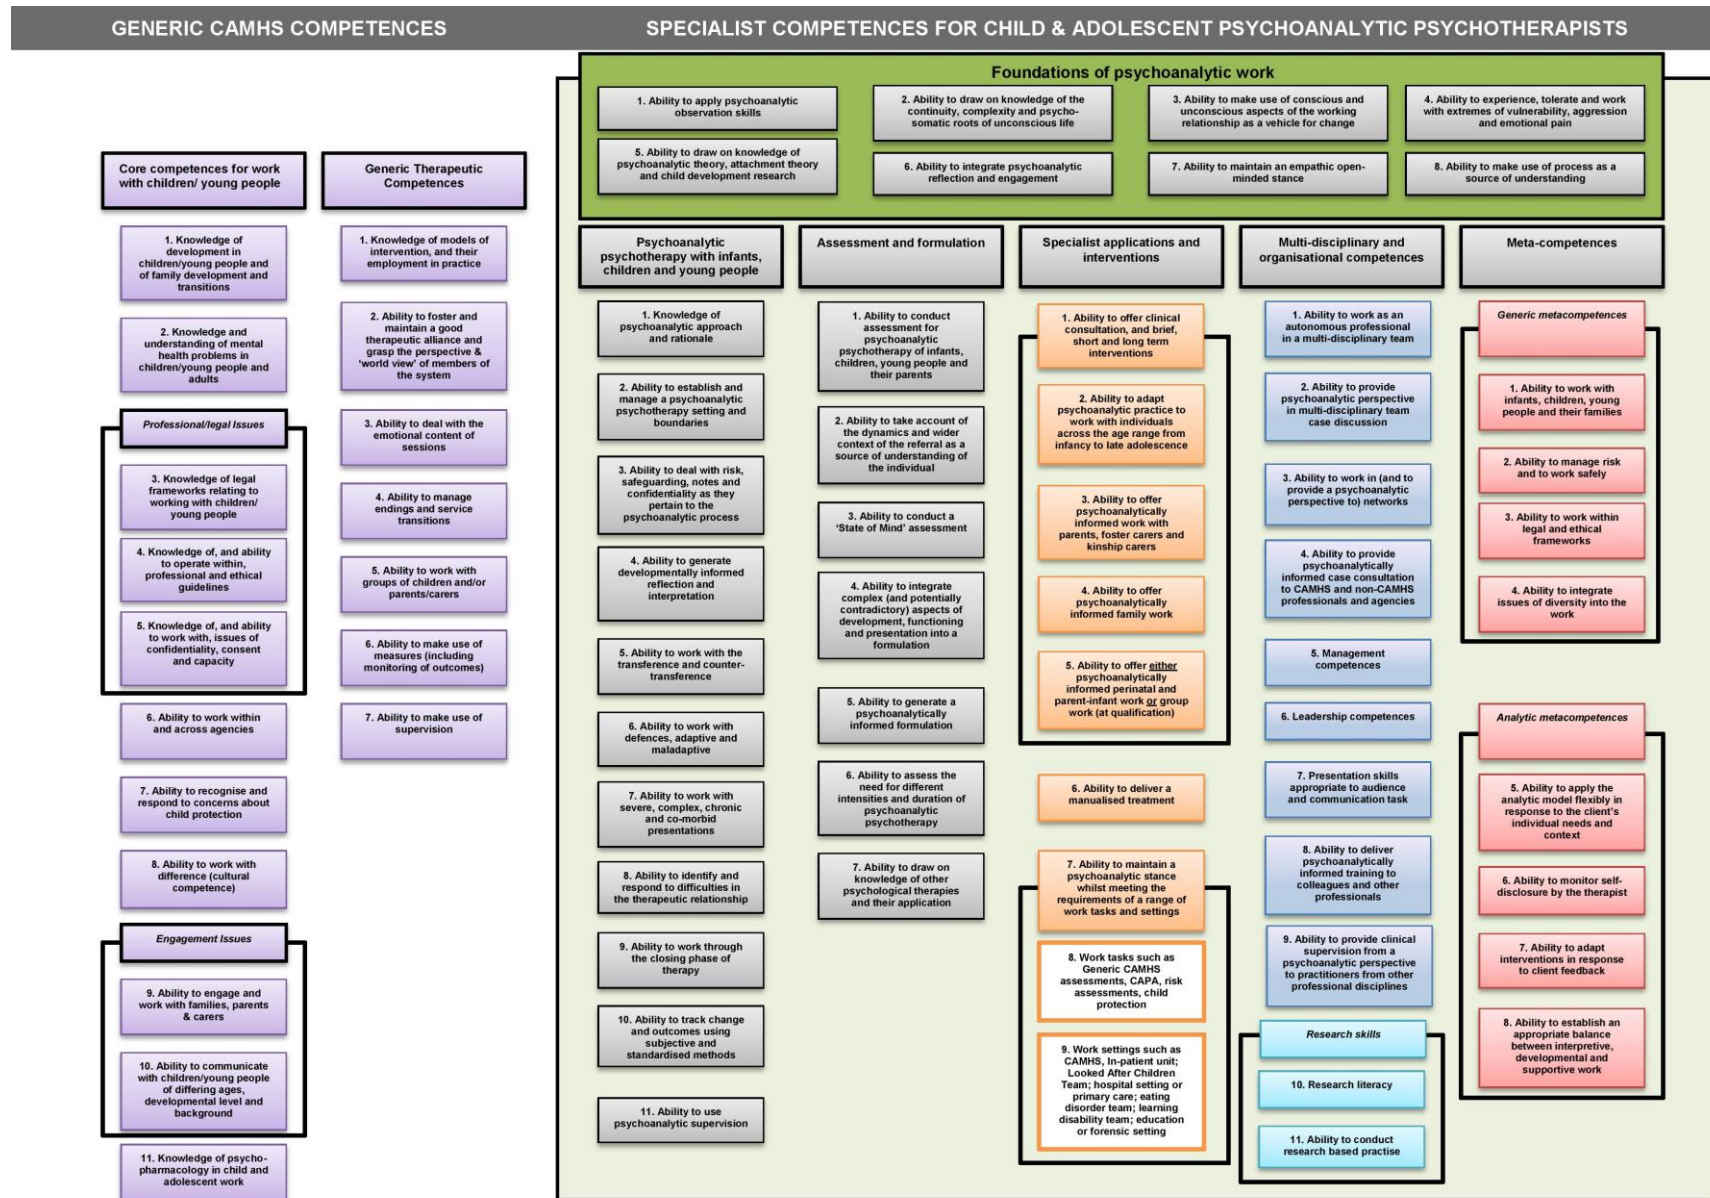 GENERIC CAMHS COMPETENCES
SPECIALIST COMPETENCES FOR CHILD & ADOLESCENT PSYCHOANALYTIC PSYCHOTHERAPISTS
Core competences for work
with children/ young people
1. Knowledge of
development in
children/young people and
of family development and
transitions
2. Knowledge and
understanding of mental
health problems in
children/young people and
adults
Professional/legal Issues
3. Knowledge of legal
frameworks relating to
working with children/
young people
4. Knowledge of, and ability
to operate within,
professional and ethical
guidelines
5. Knowledge of, and ability
to work with, issues of
confidentiality, consent
and capacity
6. Ability to work within
and across agencies
7. Ability to recognise and
respond to concerns about
child protection
8. Ability to work with
difference (cultural
competence)
Engagement Issues
9. Ability to engage and
work with families, parents
& carers
10. Ability to communicate
with children/young people
of differing ages,
developmental level and
background
11. Knowledge of psycho-
pharmacology in child and
adolescent work
Generic Therapeutic
Competences
1. Knowledge of models of
intervention, and their
employment in practice
2. Ability to foster and
maintain a good
therapeutic alliance and
grasp the perspective &
'world view' of members of
the system
3. Ability to deal with the
emotional content of
sessions
4. Ability to manage
endings and service
transitions
5. Ability to work with
groups of children and/or
parents/carers
6. Ability to make use of
measures (including
monitoring of outcomes)
7. Ability to make use of
supervision
Foundations of psychoanalytic work
1. Ability to apply psychoanalytic
observation skills
2. Ability to draw on knowledge of the
continuity, complexity and psycho-
somatic roots of unconscious life
3. Ability to make use of conscious and
unconscious aspects of the working
relationship as a vehicle for change
4. Ability to experience, tolerate and work
with extremes of vulnerability, aggression
and emotional pain
5. Ability to draw on knowledge of
psychoanalytic theory, attachment theory
and child development research
6. Ability to integrate psychoanalytic
reflection and engagement
7. Ability to maintain an empathic open-
minded stance
8. Ability to make use of process as a
source of understanding
Psychoanalytic
psychotherapy with infants,
children and young people
1. Knowledge of
psychoanalytic approach
and rationale
2. Ability to establish and
manage a psychoanalytic
psychotherapy setting and
boundaries
3. Ability to deal with risk,
safeguarding, notes and
confidentiality as they
pertain to the
psychoanalytic process
4. Ability to generate
developmentally informed
reflection and
interpretation
5. Ability to work with the
transference and counter-
transference
6. Ability to work with
defences, adaptive and
maladaptive
7. Ability to work with
severe, complex, chronic
and co-morbid
presentations
8. Ability to identify and
respond to difficulties in
the therapeutic relationship
9. Ability to work through
the closing phase of
therapy
10. Ability to track change
and outcomes using
subjective and
standardised methods
11. Ability to use
psychoanalytic supervision
Assessment and formulation
1. Ability to conduct
assessment for
psychoanalytic
psychotherapy of infants,
children, young people and
their parents
2. Ability to take account of
the dynamics and wider
context of the referral as a
source of understanding of
the individual
3. Ability to conduct a
'State of Mind' assessment
4. Ability to integrate
complex (and potentially
contradictory) aspects of
development, functioning
and presentation into a
formulation
5. Ability to generate a
psychoanalytically
informed formulation
6. Ability to assess the
need for different
intensities and duration of
psychoanalytic
psychotherapy
7. Ability to draw on
knowledge of other
psychological therapies
and their application
Specialist applications and
interventions
1. Ability to offer clinical
consultation, and brief,
short and long term
interventions
2. Ability to adapt
psychoanalytic practice to
work with individuals
across the age range from
infancy to late adolescence
3. Ability to offer
psychoanalytically
informed work with
parents, foster carers and
kinship carers
4. Ability to offer
psychoanalytically
informed family work
5. Ability to offer either
psychoanalytically
informed perinatal and
parent-infant work or group
work (at qualification)
6. Ability to deliver a
manualised treatment
7. Ability to maintain a
psychoanalytic stance
whilst meeting the
requirements of a range of
work tasks and settings
8. Work tasks such as
Generic CAMHS
assessments, CAPA, risk
assessments, child
protection
9. Work settings such as
CAMHS, In-patient unit;
Looked After Children
Team; hospital setting or
primary care; eating
disorder team; learning
disability team; education
or forensic setting
Multi-disciplinary and
organisational competences
1. Ability to work as an
autonomous professional
in a multi-disciplinary team
2. Ability to provide
psychoanalytic perspective
in multi-disciplinary team
case discussion
3. Ability to work in (and to
provide a psychoanalytic
perspective to) networks
4. Ability to provide
psychoanalytically
informed case consultation
to CAMHS and non-CAMHS
professionals and agencies
5. Management
competences
6. Leadership competences
7. Presentation skills
appropriate to audience
and communication task
8. Ability to deliver
psychoanalytically
informed training to
colleagues and other
professionals
9. Ability to provide clinical
supervision from a
psychoanalytic perspective
to practitioners from other
professional disciplines
Research skills
10. Research literacy
11. Ability to conduct
research based practise
Meta-competences
Generic metacompetences
1. Ability to work with
infants, children, young
people and their families
2. Ability to manage risk
and to work safely
3. Ability to work within
legal and ethical
frameworks
4. Ability to integrate
issues of diversity into the
work
Analytic metacompetences
5. Ability to apply the
analytic model flexibly in
response to the client's
individual needs and
context
6. Ability to monitor self-
disclosure by the therapist
7. Ability to adapt
interventions in response
to client feedback
8. Ability to establish an
appropriate balance
between interpretive,
developmental and
supportive work